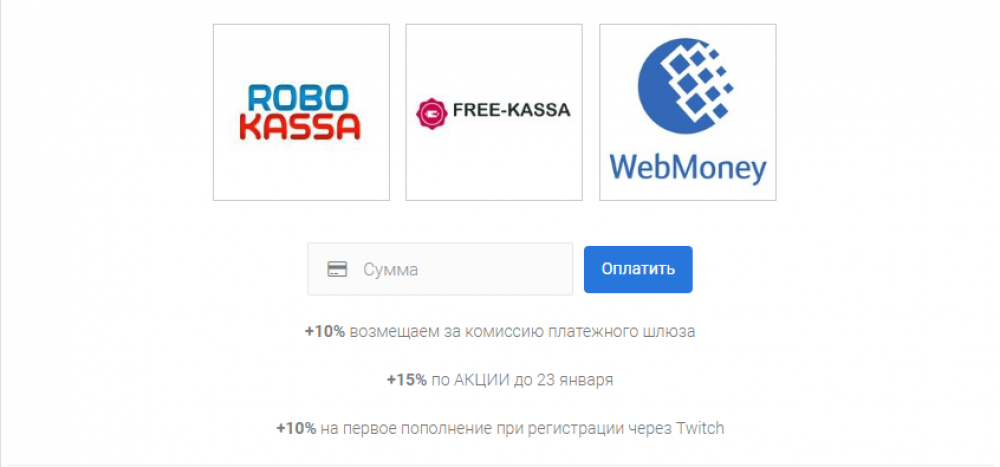 ROBO
KASSA
FREE-KASSA
WebMoney
Сумма
Оплатить
+10% возмещаем за комиссию платежного шлюза
+15% по АКЦИИ до 23 января
+10% на первое пополнение при регистрации через Twitch